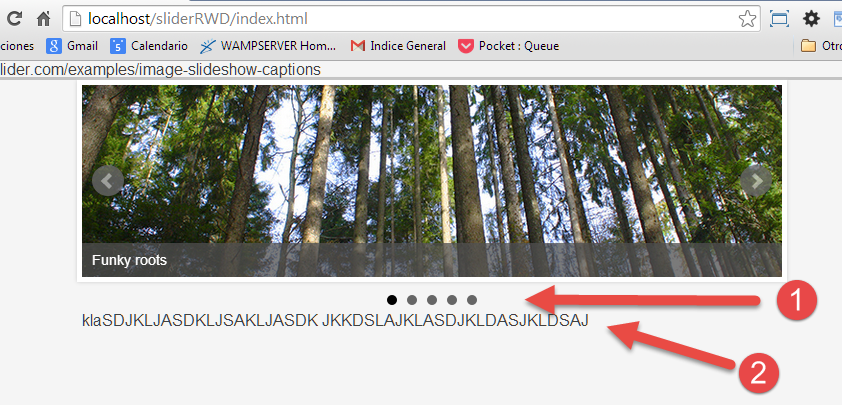 localhost/sliderRWD/index.html
ciones Gmail Calendario WAMPSERVER Hom... Indice General Pocket : Queue Otro
lider.com/examples/image-slideshow-captions
Funky roots
1
klaSDJKLJASDKLJSAKLJASDK JKKDSLAJKLASDJKLDASJKLDSAJ
2